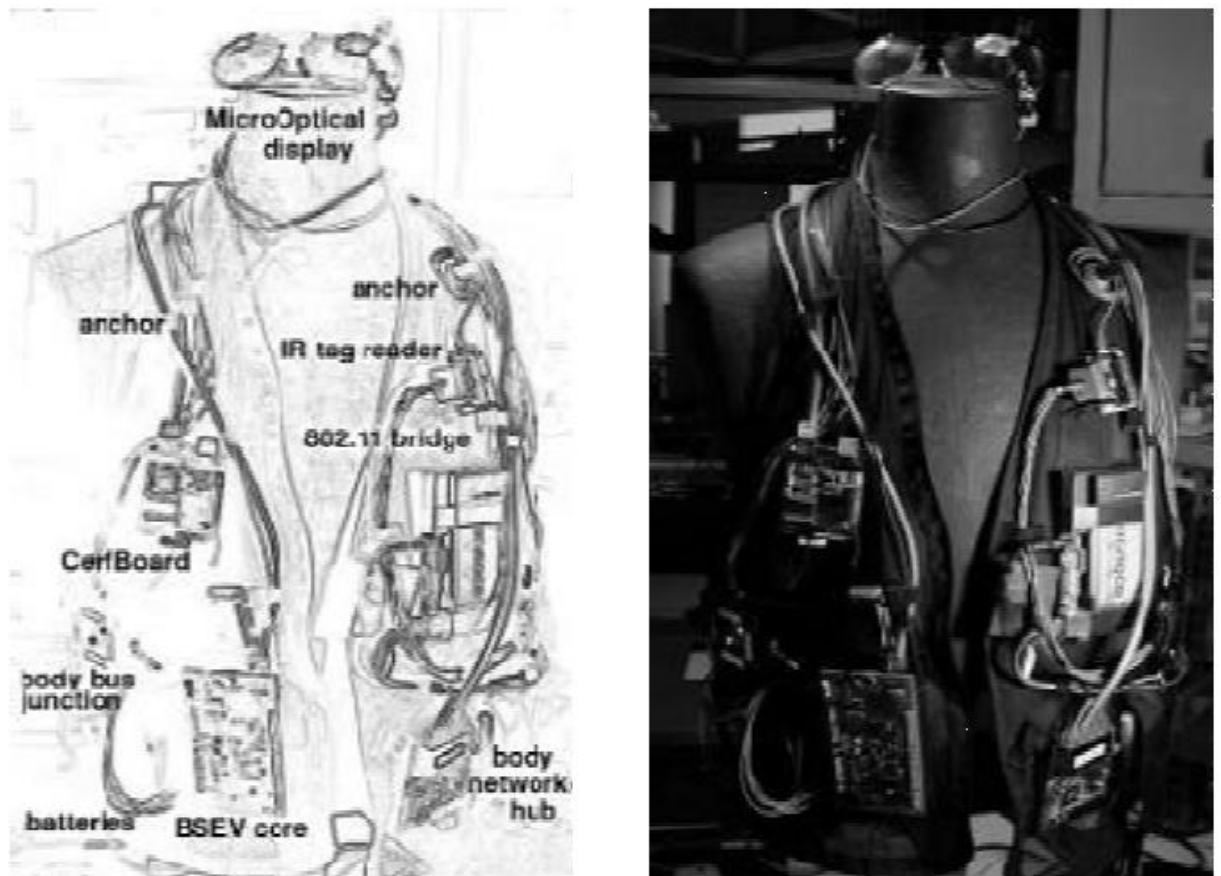 MicroOptical
display
anchor
anchor
IR tag reader
802.11 bridge
CerfBoard
body bus
junction
body
network
hub
batteries
BSEV core